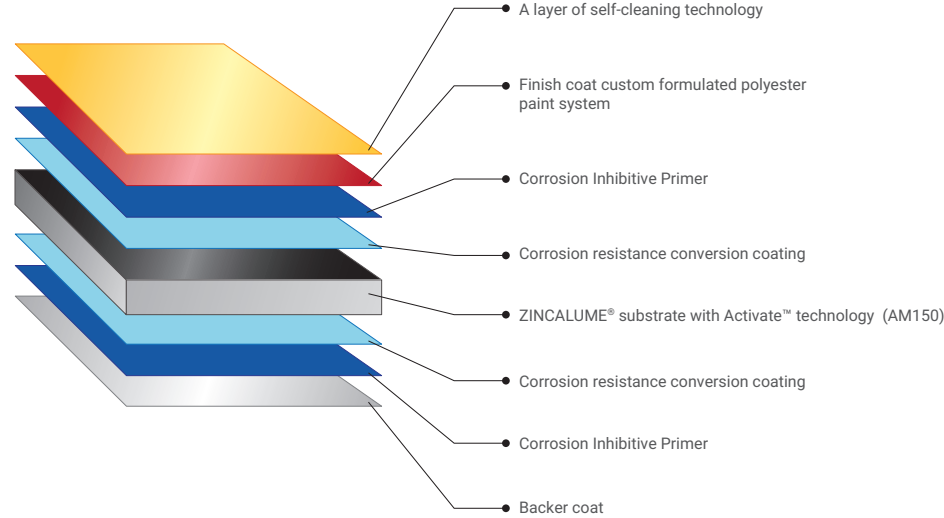 A layer of self-cleaning technology
Finish coat custom formulated polyester
paint system
Corrosion Inhibitive Primer
Corrosion resistance conversion coating
ZINCALUME® substrate with Activate™ technology (AM150)
Corrosion resistance conversion coating
Corrosion Inhibitive Primer
Backer coat